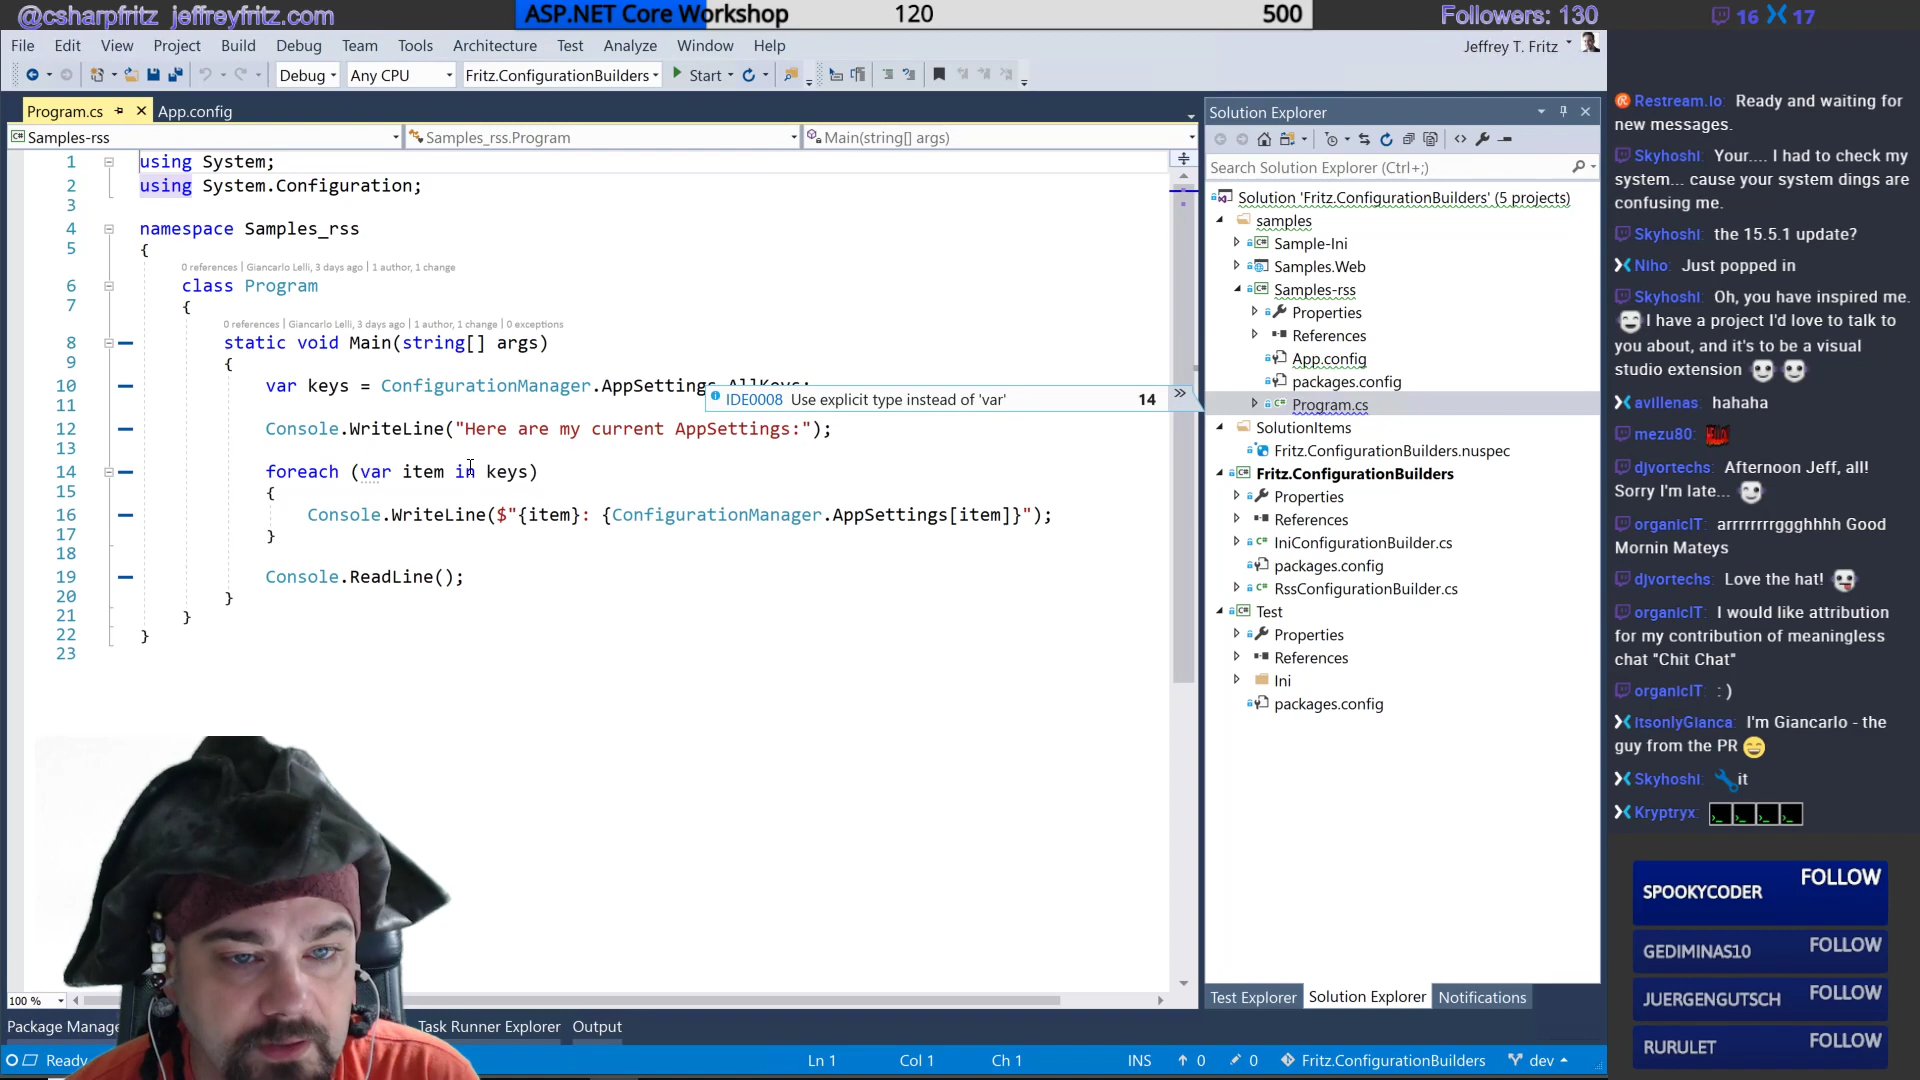 @csharpfritz jeffreyfritz.com
ASP.NET Core Workshop 120 500
Followers: 130
16 17
File Edit View Project Build Debug Team Tools Architecture Test Analyze Window Help
Jeffrey T. Fritz
Debug Any CPU Fritz.ConfigurationBuilders Start
Program.cs App.config
Samples-rss Samples_rss.Program Main(string[] args)
1 using System;
2 using System.Configuration;
3
4 namespace Samples_rss
5 {
0 references | Giancarlo Lelli, 3 days ago | 1 author, 1 change
6 class Program
7 {
0 references | Giancarlo Lelli, 3 days ago | 1 author, 1 change | 0 exceptions
8 static void Main(string[] args)
9 {
10 var keys = ConfigurationManager.AppSettings.AllKeys;
IDE0008 Use explicit type instead of 'var' 14
11
12 Console.WriteLine("Here are my current AppSettings:");
13
14 foreach (var item in keys)
15 {
16 Console.WriteLine($"{item}: {ConfigurationManager.AppSettings[item]}");
17 }
18
19 Console.ReadLine();
20 }
21 }
22 }
23
100 %
Package Manag
Task Runner Explorer Output
Ready Ln 1 Col 1 Ch 1 INS 0 0 Fritz.ConfigurationBuilders dev
Solution Explorer
Search Solution Explorer (Ctrl+;)
Solution 'Fritz.ConfigurationBuilders' (5 projects)
samples
Sample-Ini
Samples.Web
Samples-rss
Properties
References
App.config
packages.config
Program.cs
SolutionItems
Fritz.ConfigurationBuilders.nuspec
Fritz.ConfigurationBuilders
Properties
References
IniConfigurationBuilder.cs
packages.config
RssConfigurationBuilder.cs
Test
Properties
References
Ini
packages.config
Test Explorer Solution Explorer Notifications
Restream.Io: Ready and waiting for
new messages.
Skyhoshi: Your.... I had to check my
system... cause your system dings are
confusing me.
Skyhoshi: the 15.5.1 update?
Niho: Just popped in
Skyhoshi: Oh, you have inspired me.
I have a project I'd love to talk to
you about, and it's to be a visual
studio extension
avillenas: hahaha
mezu80: HELLO!
djvortechs: Afternoon Jeff, all!
Sorry I'm late...
organicIT: arrrrrrrggghhhh Good
Mornin Mateys
djvortechs: Love the hat!
organicIT: I would like attribution
for my contribution of meaningless
chat "Chit Chat"
organicIT: : )
ItsonlyGianca: I'm Giancarlo - the
guy from the PR
Skyhoshi: it
Kryptryx:
SPOOKYCODER FOLLOW
GEDIMINAS10 FOLLOW
JUERGENGUTSCH FOLLOW
RURULET FOLLOW